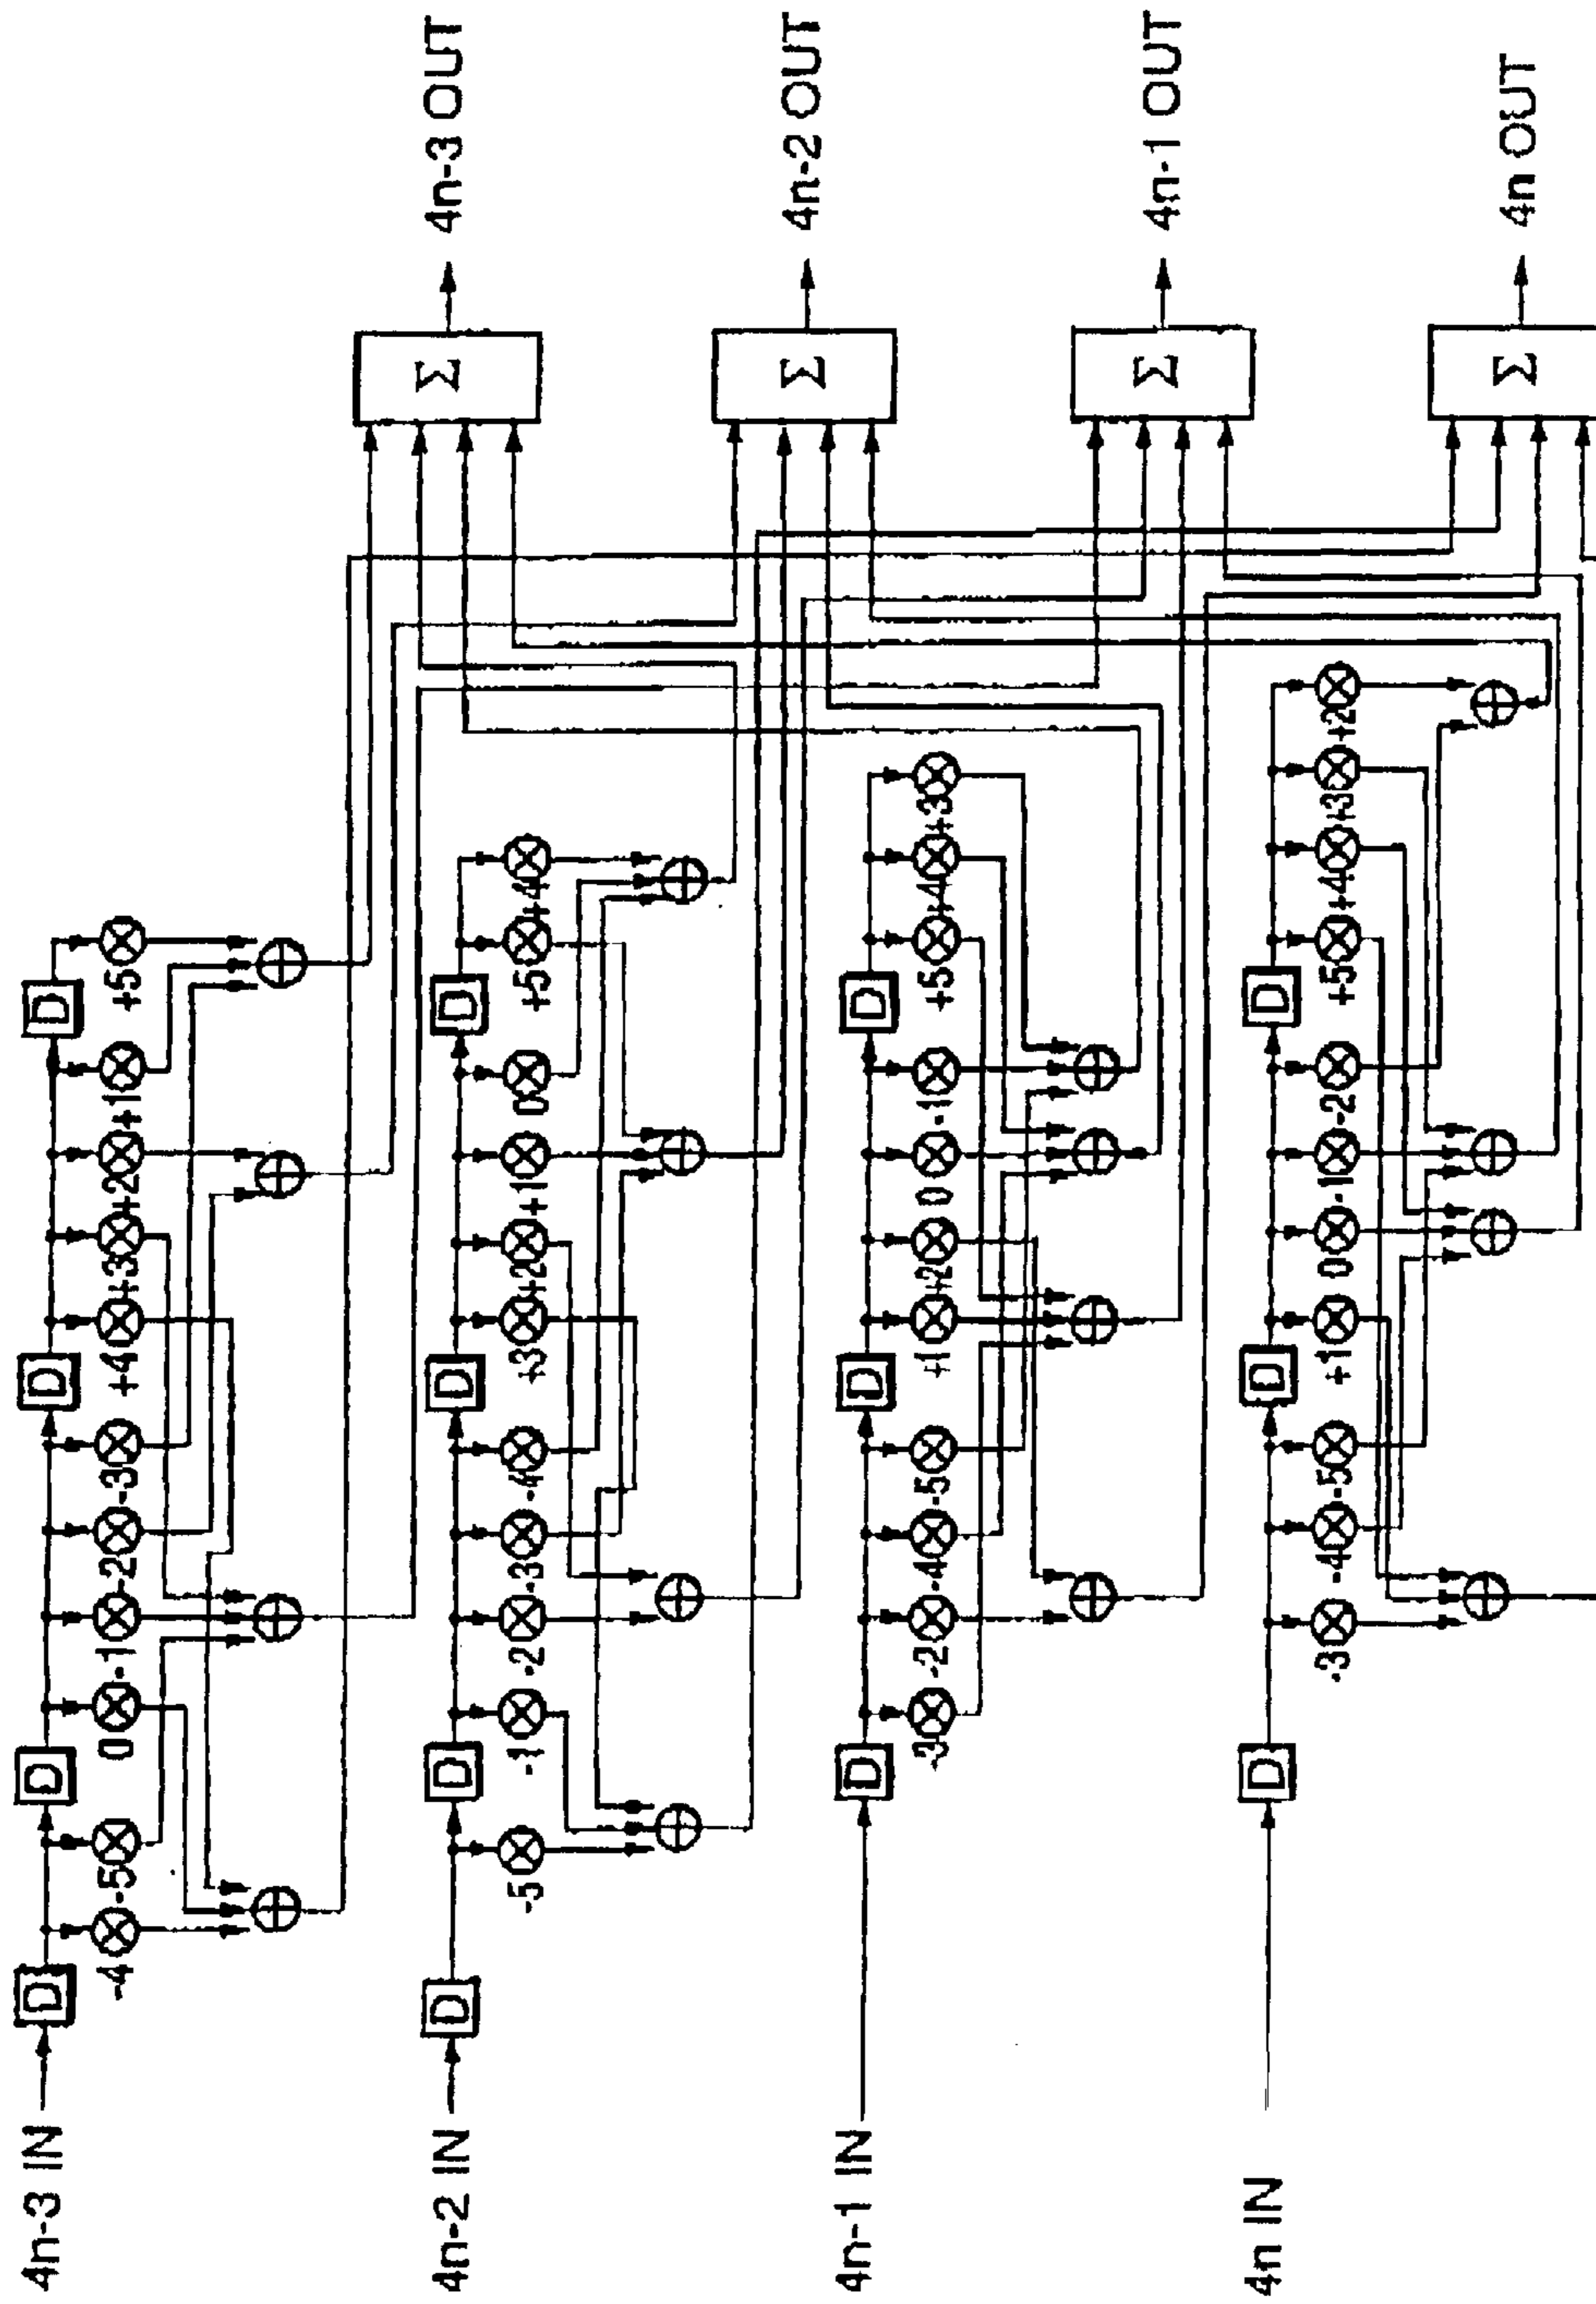 4n-3 IN
D D D D
-4 -5 0 -1 -2 -3 +4 +3 +2 +1 +5
Σ
4n-3 OUT
4n-2 IN
D D D D
-5 -1 -2 -3 -4 +3 +2 +1 0 +5 +4
Σ
4n-2 OUT
4n-1 IN
D D D
-3 -2 -4 -5 +1 +2 0 -1 +5 +4 +3
Σ
4n-1 OUT
4n IN
D D D
-3 -4 -5 +1 0 -1 -2 +5 +4 +3 +2
Σ
4n OUT